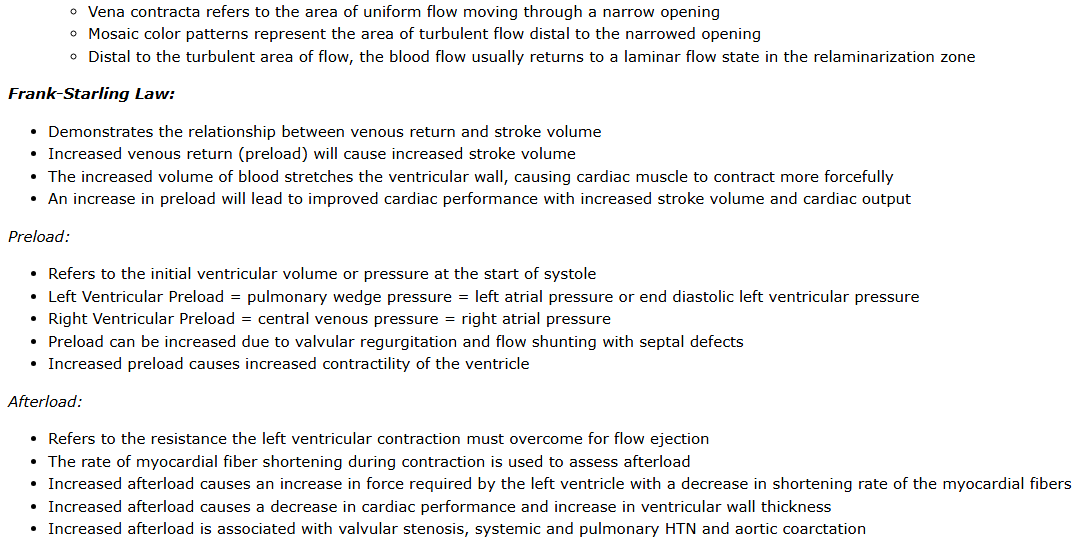 Vena contracta refers to the area of uniform flow moving through a narrow opening
Mosaic color patterns represent the area of turbulent flow distal to the narrowed opening
Distal to the turbulent area of flow, the blood flow usually returns to a laminar flow state in the relaminarization zone
Frank-Starling Law:
Demonstrates the relationship between venous return and stroke volume
Increased venous return (preload) will cause increased stroke volume
The increased volume of blood stretches the ventricular wall, causing cardiac muscle to contract more forcefully
An increase in preload will lead to improved cardiac performance with increased stroke volume and cardiac output
Preload:
Refers to the initial ventricular volume or pressure at the start of systole
Left Ventricular Preload = pulmonary wedge pressure = left atrial pressure or end diastolic left ventricular pressure
Right Ventricular Preload = central venous pressure = right atrial pressure
Preload can be increased due to valvular regurgitation and flow shunting with septal defects
Increased preload causes increased contractility of the ventricle
Afterload:
Refers to the resistance the left ventricular contraction must overcome for flow ejection
The rate of myocardial fiber shortening during contraction is used to assess afterload
Increased afterload causes an increase in force required by the left ventricle with a decrease in shortening rate of the myocardial fibers
Increased afterload causes a decrease in cardiac performance and increase in ventricular wall thickness
Increased afterload is associated with valvular stenosis, systemic and pulmonary HTN and aortic coarctation